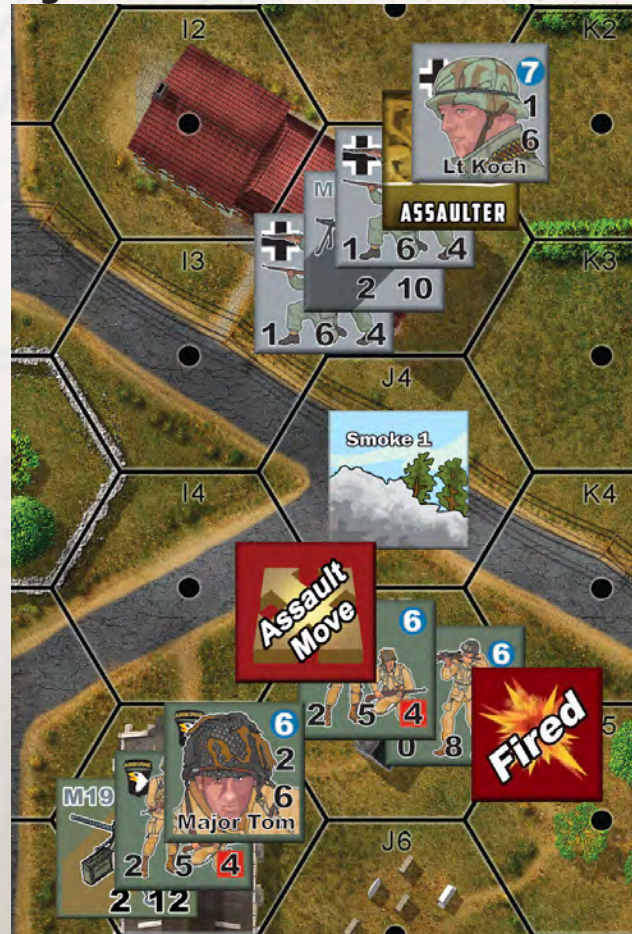 I2
K2
7
1
6
Lt Koch
ASSAULTER
M
1 6 4
2 10
1 6 4
I3
K3
J4
Smoke 1
I4
K4
Assault
Move
6
2 5 4
6
0 8
Fired
5
6
2
6
Major Tom
M19
2 5 4
2 12
J6